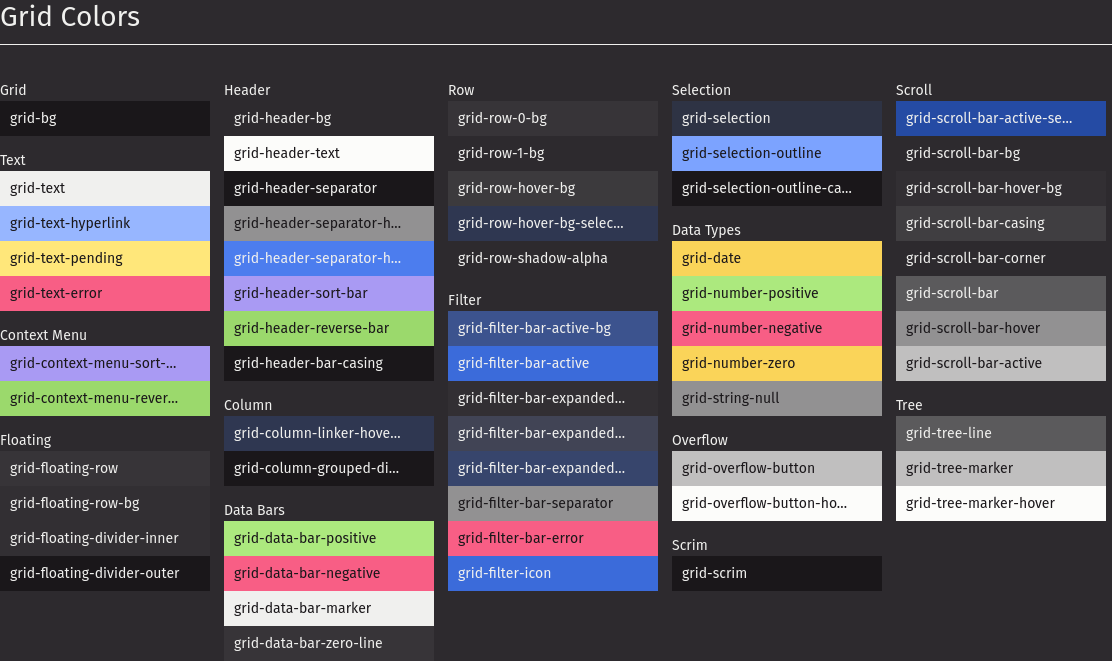 Grid Colors
Grid
grid-bg
Text
grid-text
grid-text-hyperlink
grid-text-pending
grid-text-error
Context Menu
grid-context-menu-sort-...
grid-context-menu-rever...
Floating
grid-floating-row
grid-floating-row-bg
grid-floating-divider-inner
grid-floating-divider-outer
Header
grid-header-bg
grid-header-text
grid-header-separator
grid-header-separator-h...
grid-header-separator-h...
grid-header-sort-bar
grid-header-reverse-bar
grid-header-bar-casing
Column
grid-column-linker-hove...
grid-column-grouped-di...
Data Bars
grid-data-bar-positive
grid-data-bar-negative
grid-data-bar-marker
grid-data-bar-zero-line
Row
grid-row-0-bg
grid-row-1-bg
grid-row-hover-bg
grid-row-hover-bg-selec...
grid-row-shadow-alpha
Filter
grid-filter-bar-active-bg
grid-filter-bar-active
grid-filter-bar-expanded...
grid-filter-bar-expanded...
grid-filter-bar-expanded...
grid-filter-bar-separator
grid-filter-bar-error
grid-filter-icon
Selection
grid-selection
grid-selection-outline
grid-selection-outline-ca...
Data Types
grid-date
grid-number-positive
grid-number-negative
grid-number-zero
grid-string-null
Overflow
grid-overflow-button
grid-overflow-button-ho...
Scrim
grid-scrim
Scroll
grid-scroll-bar-active-se...
grid-scroll-bar-bg
grid-scroll-bar-hover-bg
grid-scroll-bar-casing
grid-scroll-bar-corner
grid-scroll-bar
grid-scroll-bar-hover
grid-scroll-bar-active
Tree
grid-tree-line
grid-tree-marker
grid-tree-marker-hover